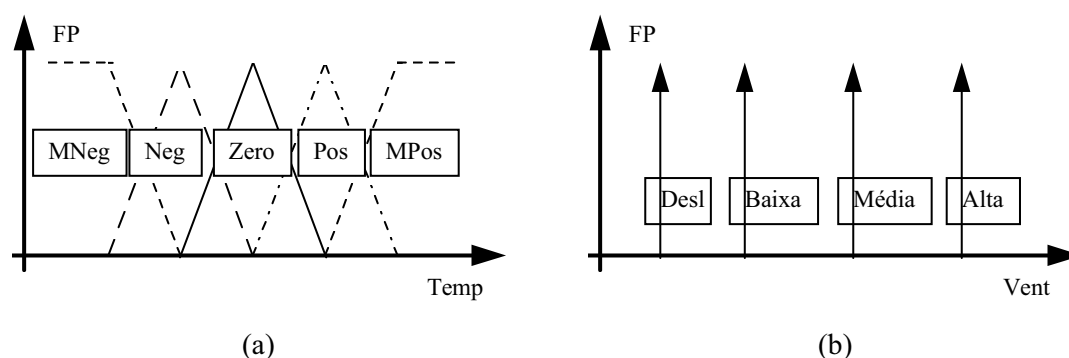 FP
MNeg Neg Zero Pos MPos
Temp
(a)
FP
Desl Baixa Média Alta
Vent
(b)